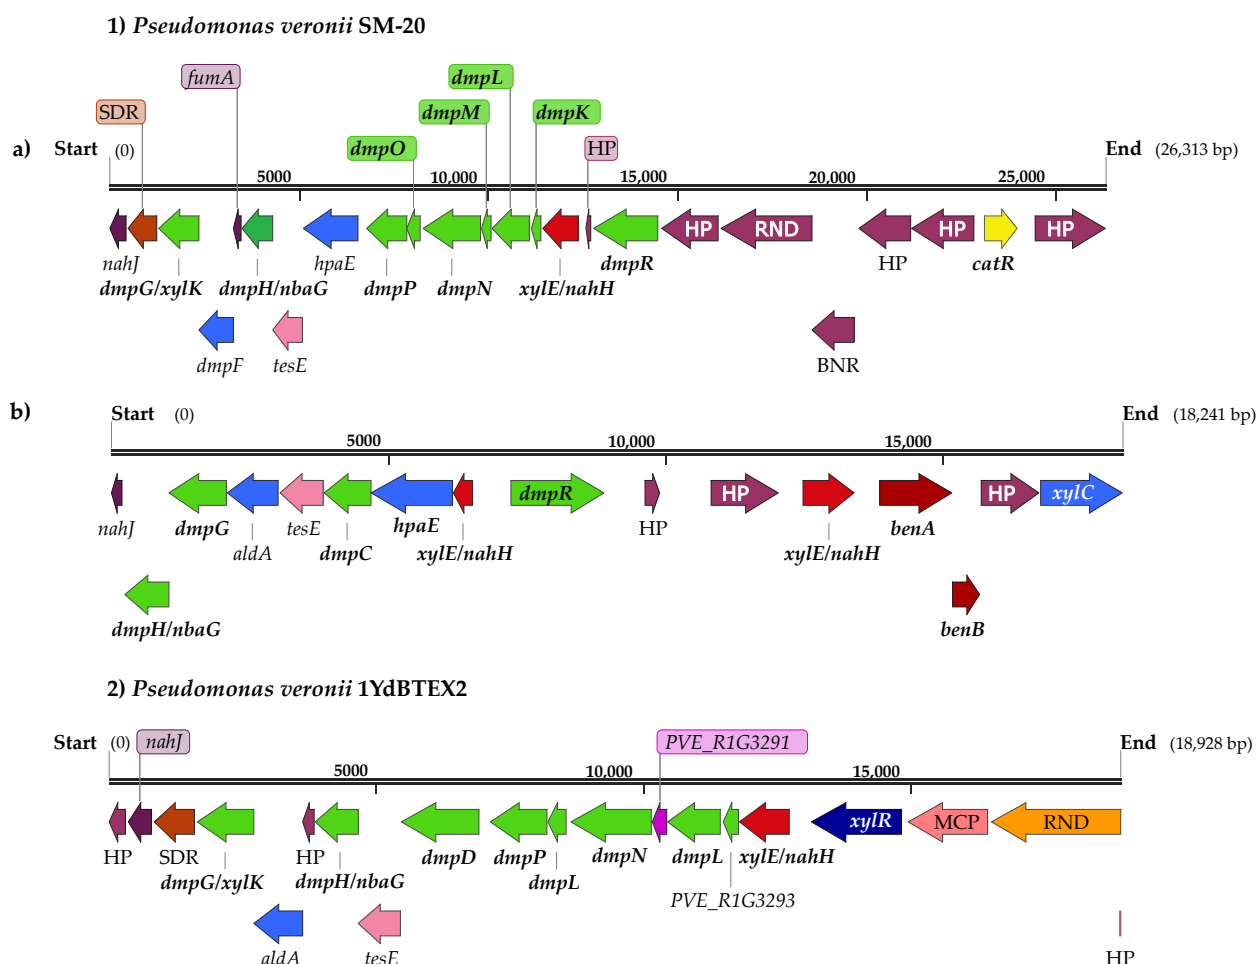 1) Pseudomonas veronii SM-20
fumA dmpL
SDR dmpM dmpK
dmpO HP
a) Start (0) End (26,313 bp)
5000 10,000 15,000 20,000 25,000
HP RND HP HP
nahJ hpaE dmpR HP catR
dmpG/xylK dmpH/nbaG dmpP dmpN xylE/nahH
dmpF tesE BNR
b) Start (0) End (18,241 bp)
5000 10,000 15,000
dmpR HP HP xylC
nahJ dmpG tesE hpaE HP benA
aldA dmpC xylE/nahH xylE/nahH
dmpH/nbaG benB
2) Pseudomonas veronii 1YdBTEX2
Start (0) nahJ PVE_R1G3291 End (18,928 bp)
5000 10,000 15,000
xylR MCP RND
HP SDR HP dmpD dmpP dmpN dmpL xylE/nahH
dmpG/xylK dmpH/nbaG dmpL
PVE_R1G3293
aldA tesE HP